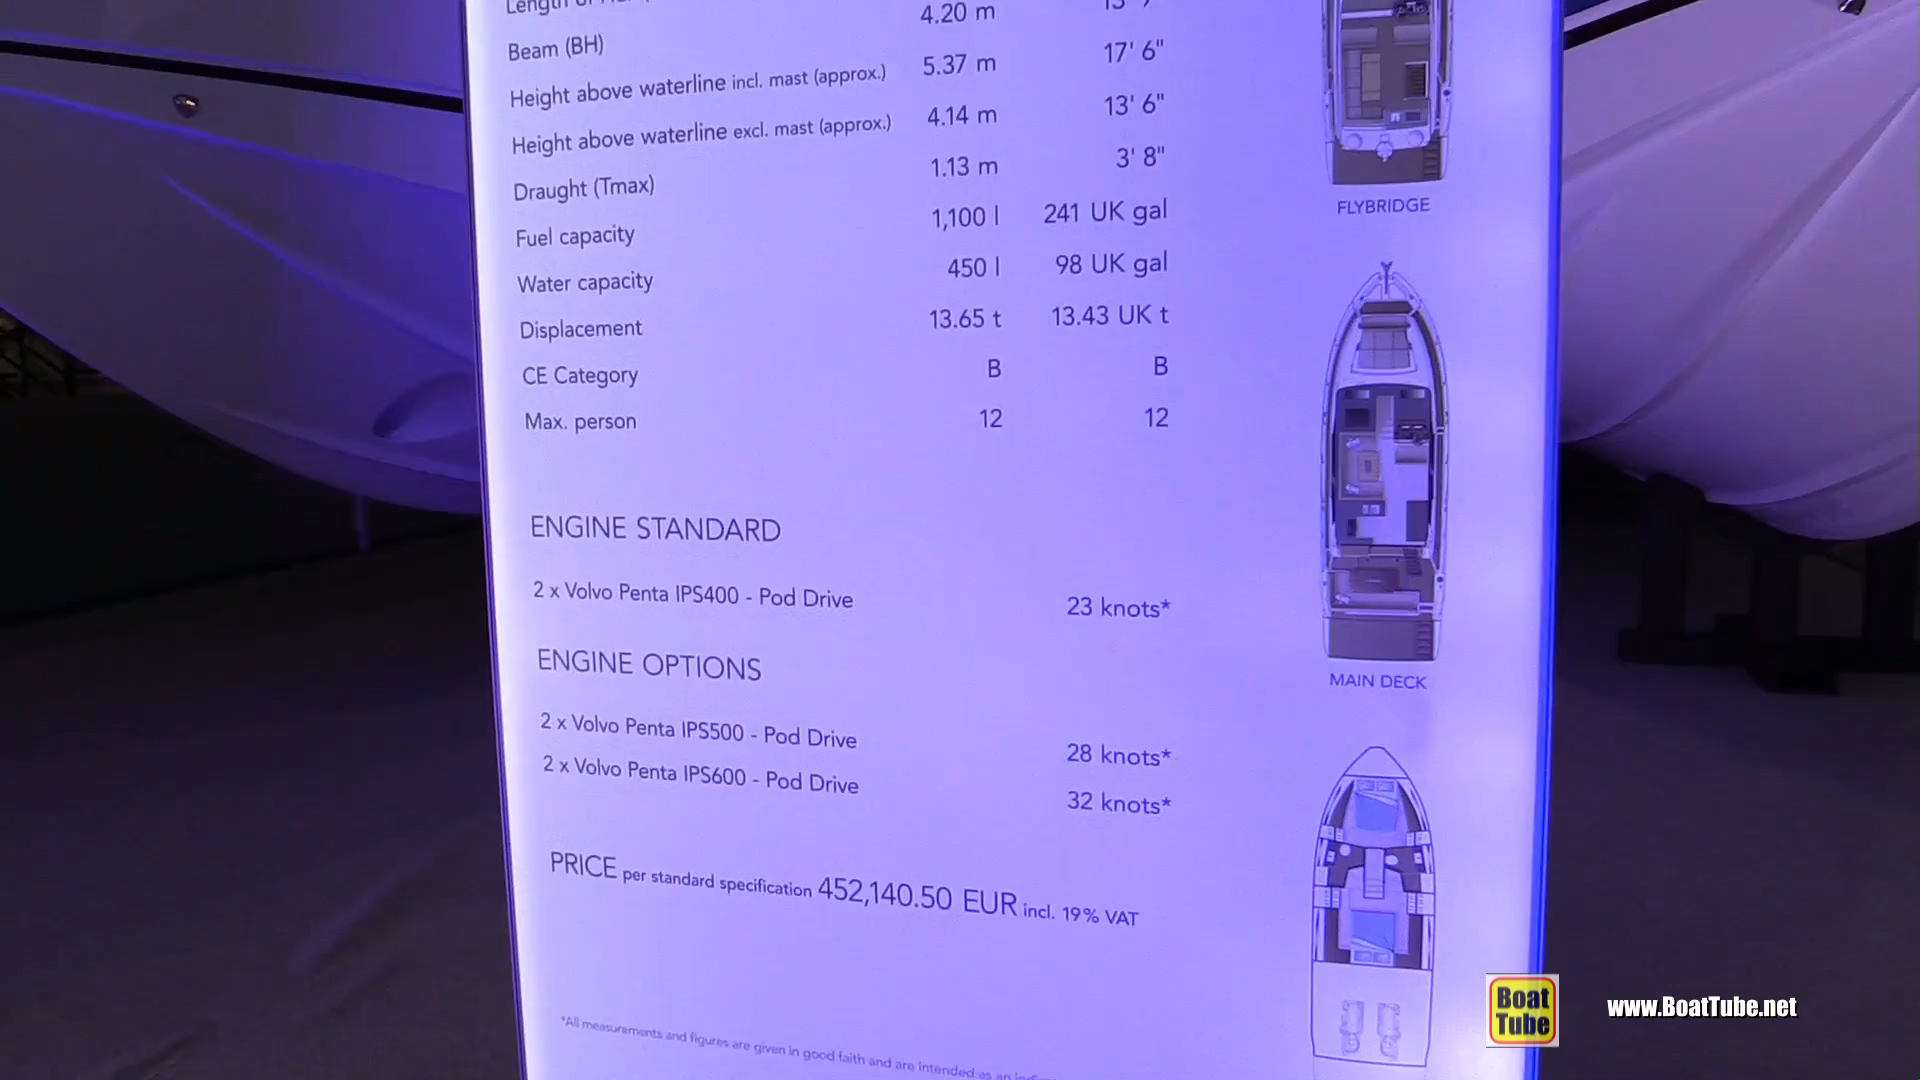 Length of
Beam (BH) 4.20 m 13' 9"
Height above waterline incl. mast (approx.) 5.37 m 17' 6"
Height above waterline excl. mast (approx.) 4.14 m 13' 6"
Draught (Tmax) 1.13 m 3' 8"
Fuel capacity 1,100 l 241 UK gal
Water capacity 450 l 98 UK gal
Displacement 13.65 t 13.43 UK t
CE Category B B
Max. person 12 12
ENGINE STANDARD
2 x Volvo Penta IPS400 - Pod Drive 23 knots*
ENGINE OPTIONS
2 x Volvo Penta IPS500 - Pod Drive 28 knots*
2 x Volvo Penta IPS600 - Pod Drive 32 knots*
PRICE per standard specification 452,140.50 EUR incl. 19% VAT
*All measurements and figures are given in good faith and are intended as an
FLYBRIDGE
MAIN DECK
Boat
Tube
www.BoatTube.net